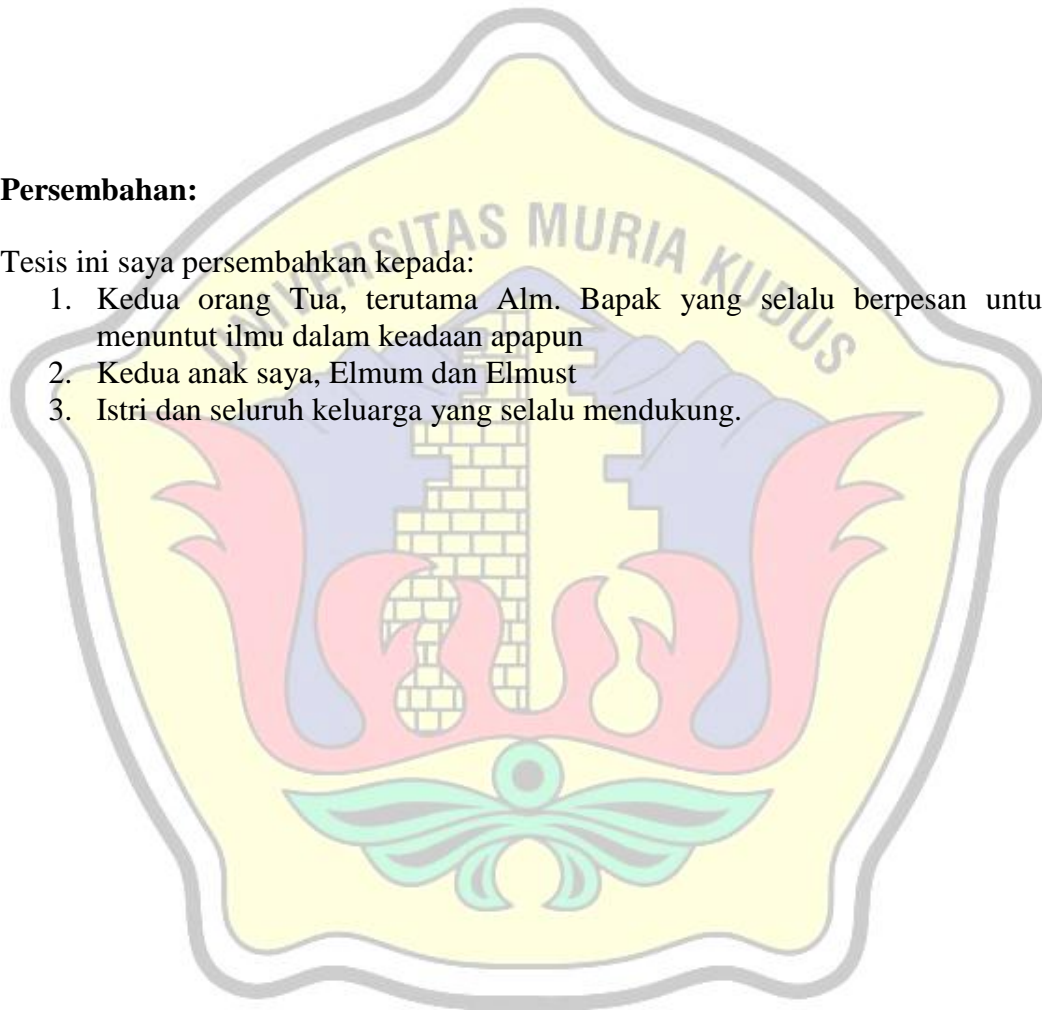 Persembahan:
UNIVERSITAS MURIA KUDUS
Tesis ini saya persembahkan kepada:
1. Kedua orang Tua, terutama Alm. Bapak yang selalu berpesan untu
menuntut ilmu dalam keadaan apapun
2. Kedua anak saya, Elmum dan Elmust
3. Istri dan seluruh keluarga yang selalu mendukung.